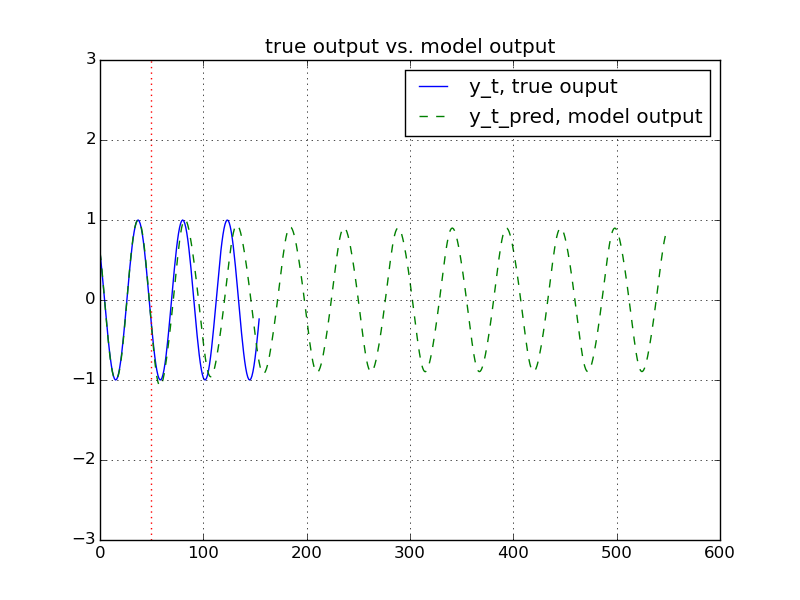 true output vs. model output
y_t, true ouput
y_t_pred, model output
3
2
1
0
−1
−2
−3
0 100 200 300 400 500 600